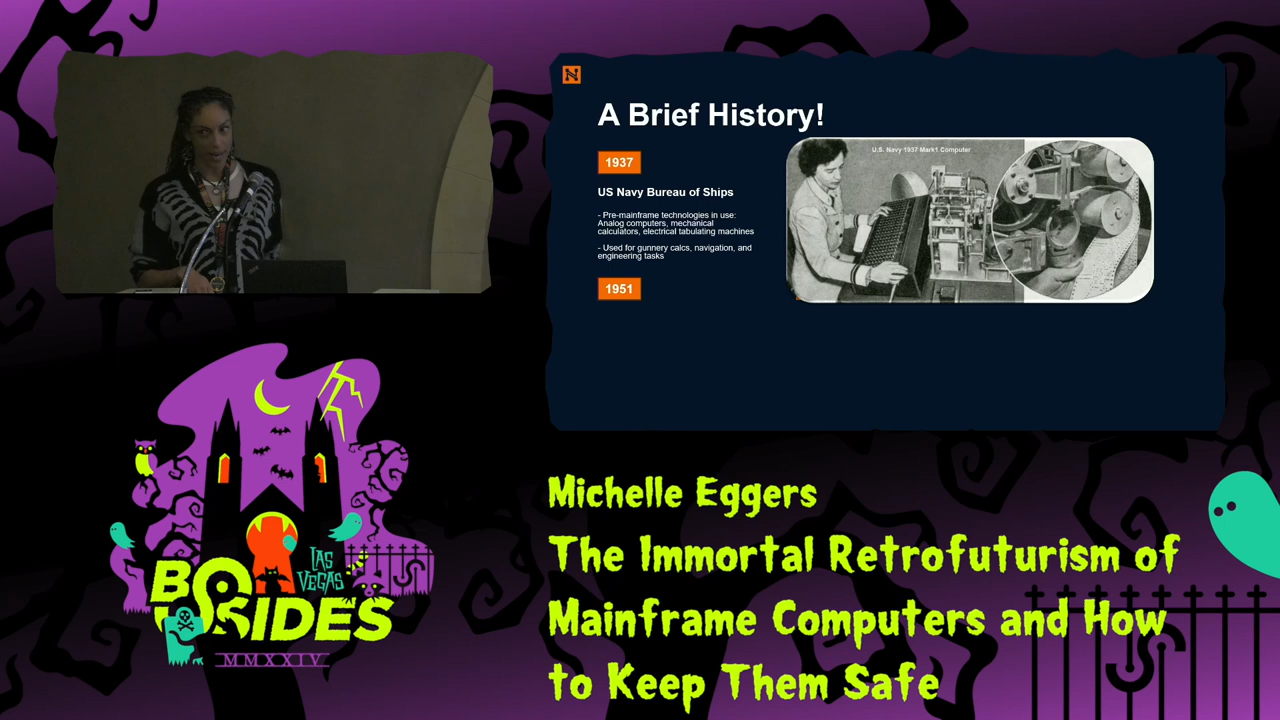 N
A Brief History!
1937
US Navy Bureau of Ships
- Pre-mainframe technologies in use:
Analog computers, mechanical
calculators, electrical tabulating machines
- Used for gunnery calcs, navigation, and
engineering tasks
1951
U.S. Navy 1937 Mark1 Computer
LAS
VEGAS
BSIDES
MMXXIV
Michelle Eggers
The Immortal Retrofuturism of
Mainframe Computers and How
to Keep Them Safe